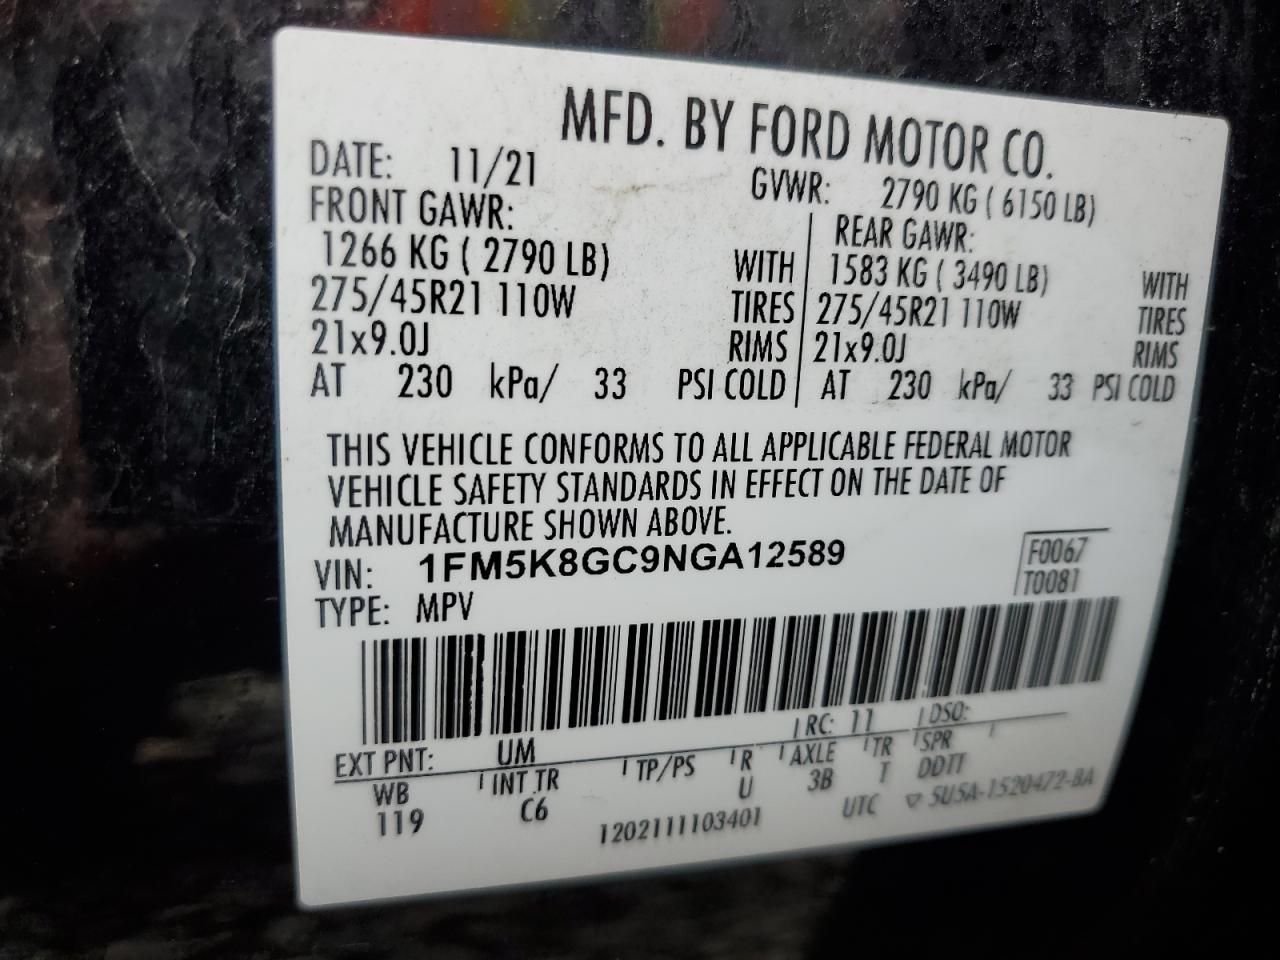 MFD. BY FORD MOTOR CO.
DATE: 11/21 GVWR: 2790 KG ( 6150 LB)
FRONT GAWR: REAR GAWR:
1266 KG ( 2790 LB) WITH 1583 KG ( 3490 LB) WITH
275/45R21 110W TIRES 275/45R21 110W TIRES
21x9.0J RIMS 21x9.0J RIMS
AT 230 kPa/ 33 PSI COLD AT 230 kPa/ 33 PSI COLD
THIS VEHICLE CONFORMS TO ALL APPLICABLE FEDERAL MOTOR
VEHICLE SAFETY STANDARDS IN EFFECT ON THE DATE OF
MANUFACTURE SHOWN ABOVE.
VIN: 1FM5K8GC9NGA12589 F0067
TYPE: MPV T0081
EXT PNT: UM RC: 11 DSO:
WB INT TR TP/PS R AXLE TR SPR
119 C6 U 3B T DDTT
1202111103401 UTC ▽ 5U5A-1520472-BA